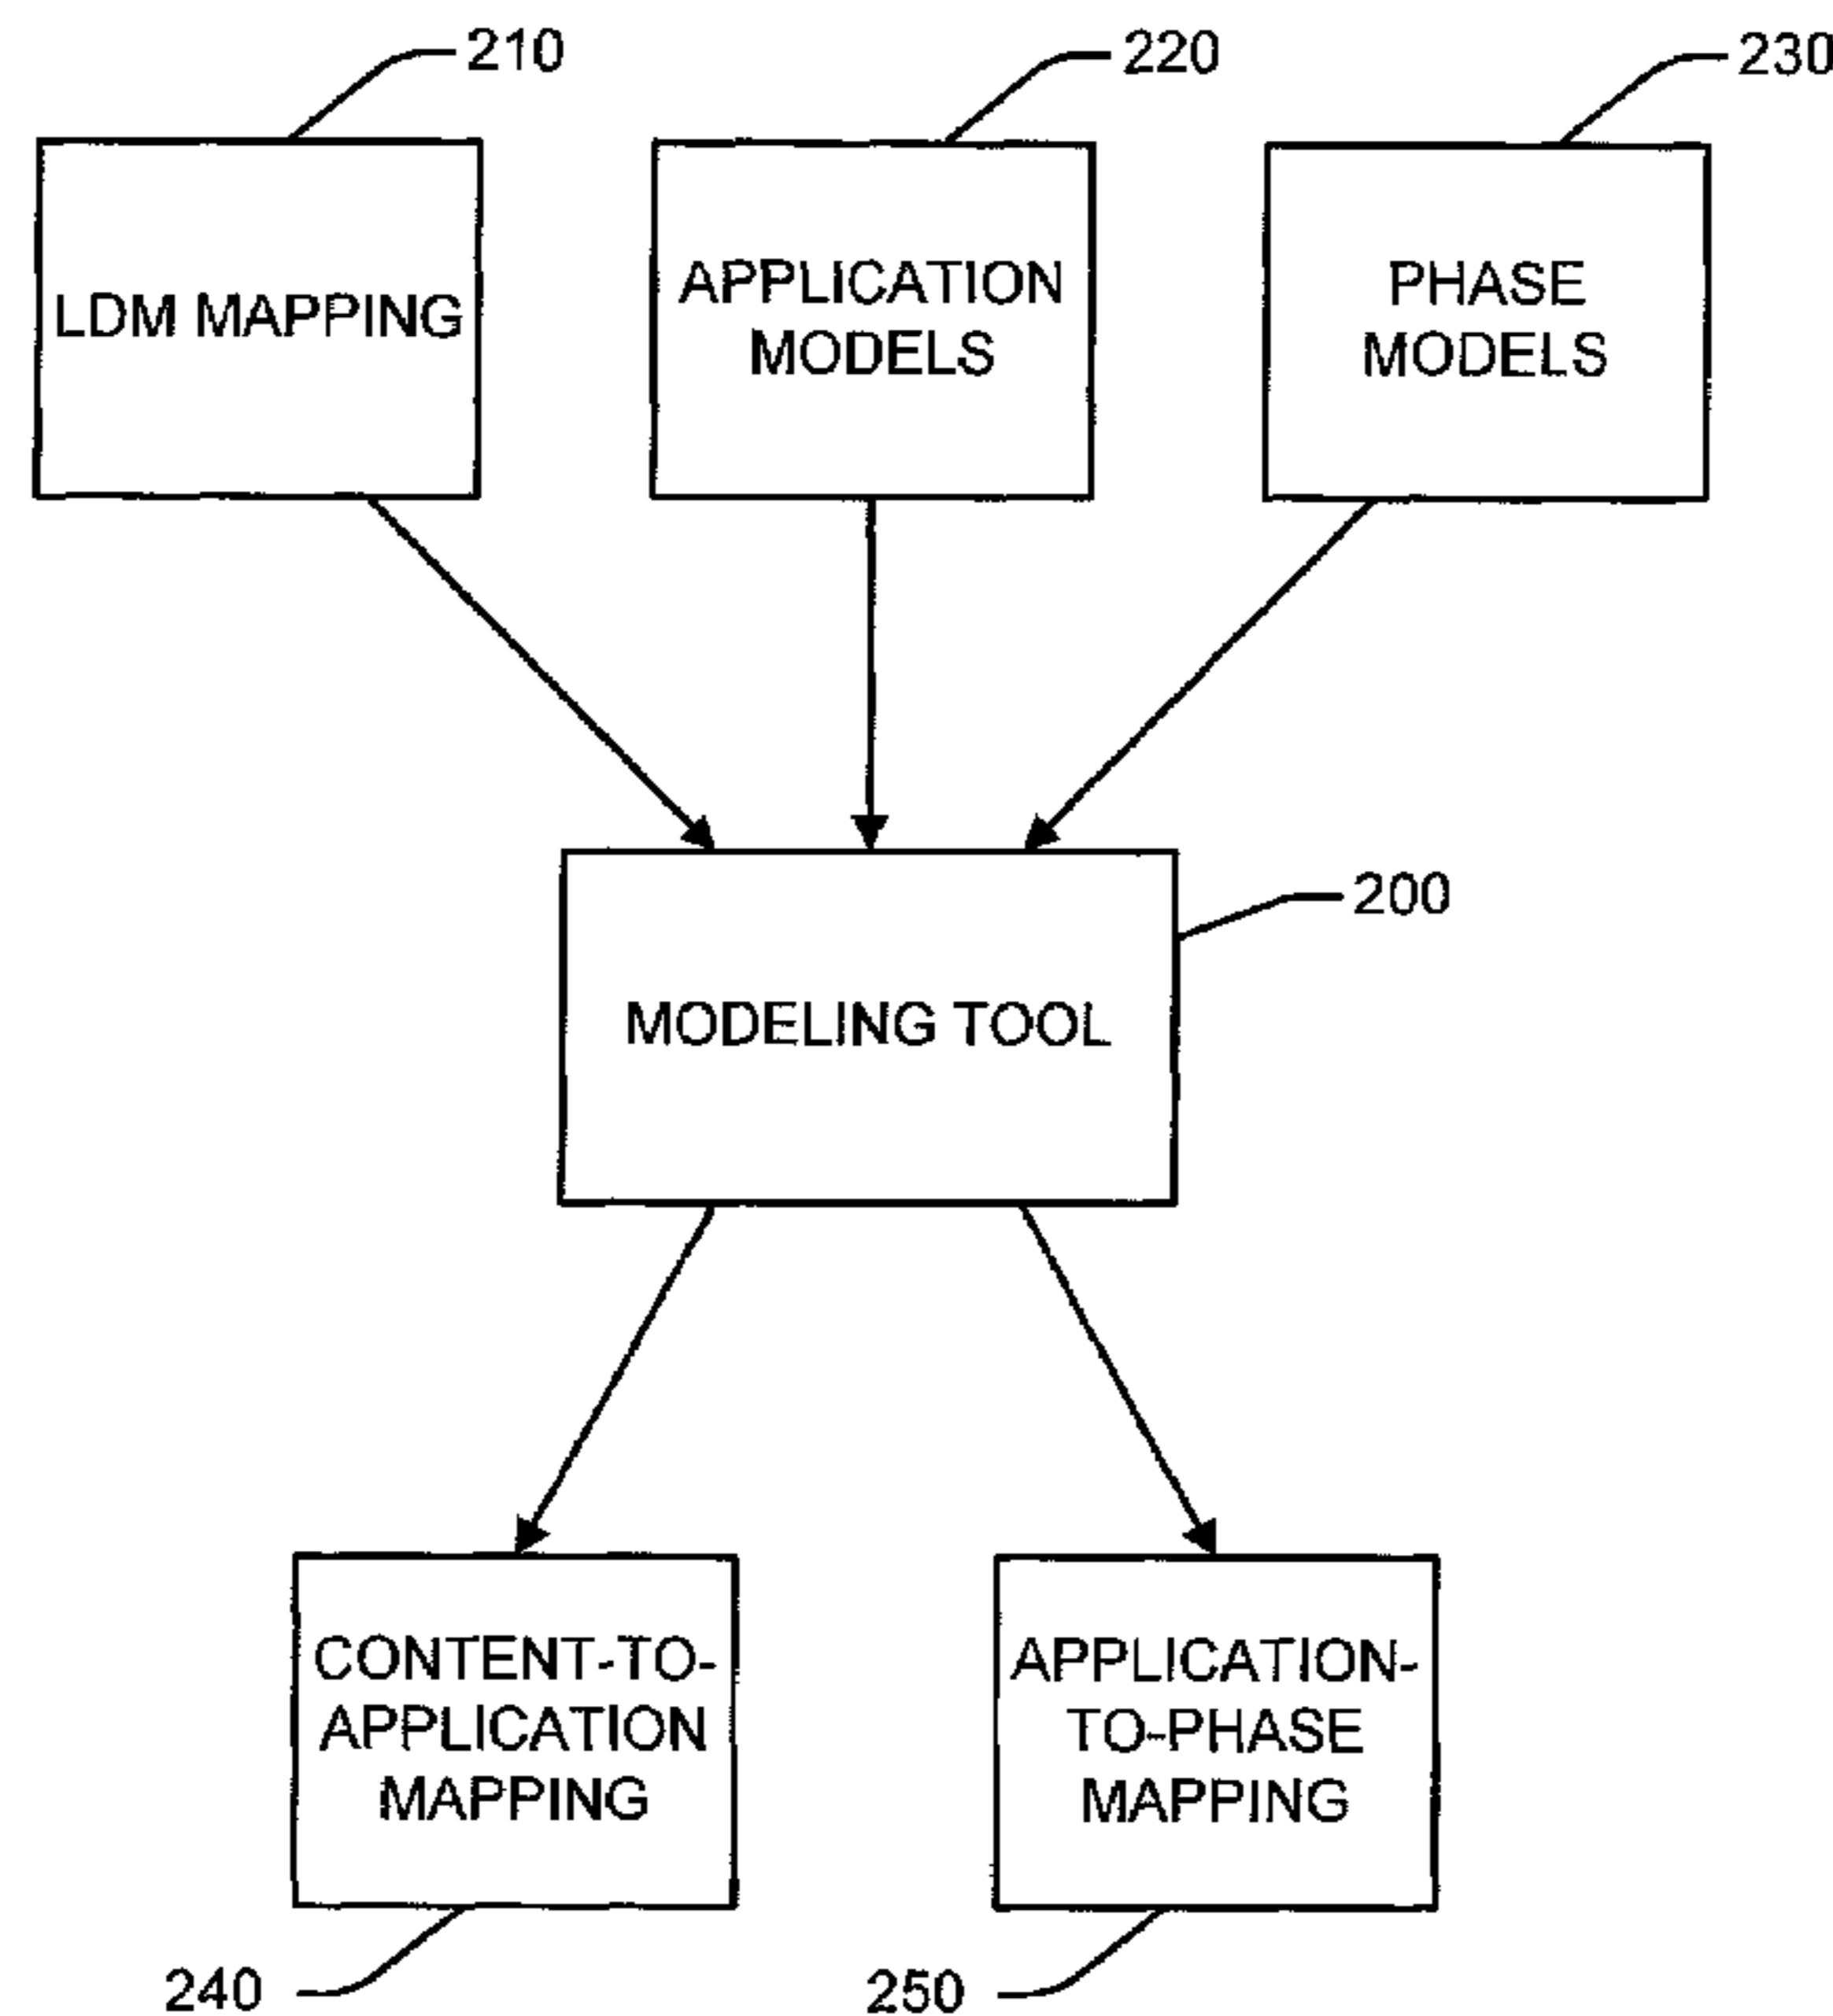 210
220
230
LDM MAPPING
APPLICATION
MODELS
PHASE
MODELS
200
MODELING TOOL
CONTENT-TO-
APPLICATION
MAPPING
APPLICATION-
TO-PHASE
MAPPING
240
250